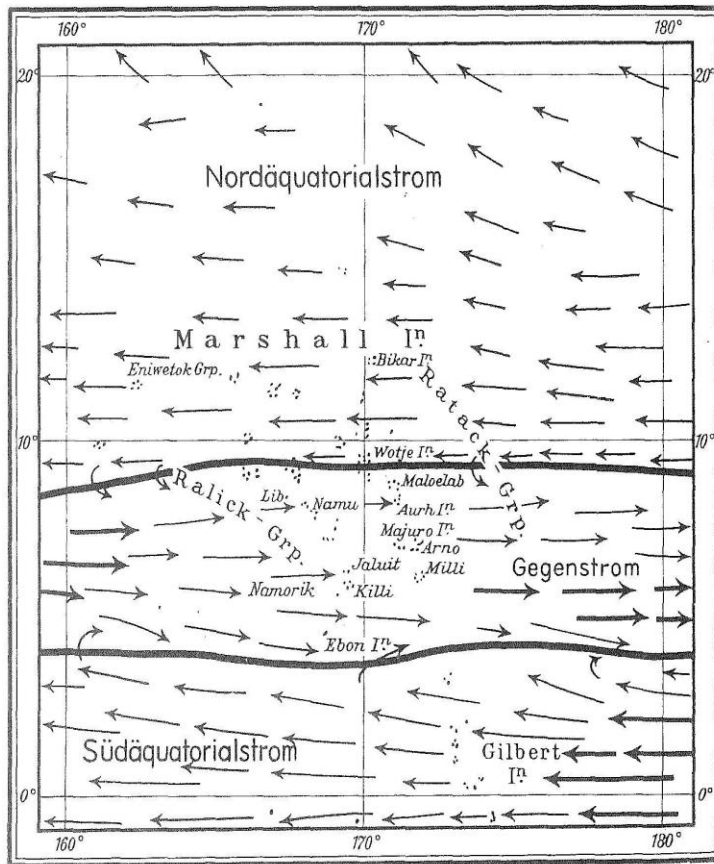 160° 170° 180°
20° 20°
Nordäquatorialstrom
Marshall Iⁿ
Eniwetok Grp. Bikar Iⁿ
Ratack-Grp.
10° 10°
Wotje Iⁿ
Ralick-Grp.
Maloelab
Lib. Namu Aurh Iⁿ
Majuro Iⁿ
Arno
Jaluit Milli Gegenstrom
Namorik Killi
Ebon Iⁿ
Südäquatorialstrom Gilbert
Iⁿ
0° 0°
160° 170° 180°